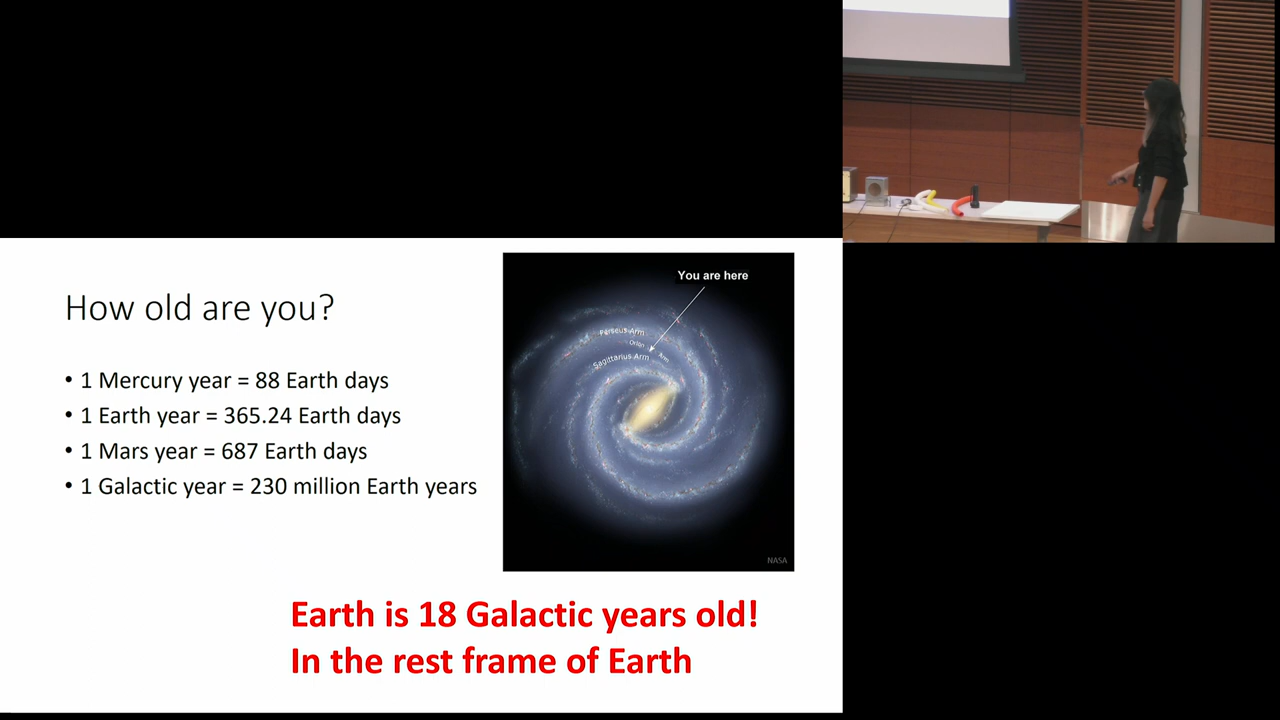 How old are you?
• 1 Mercury year = 88 Earth days
• 1 Earth year = 365.24 Earth days
• 1 Mars year = 687 Earth days
• 1 Galactic year = 230 million Earth years
You are here
Perseus Arm
Orion Arm
Sagittarius Arm
NASA
Earth is 18 Galactic years old!
In the rest frame of Earth